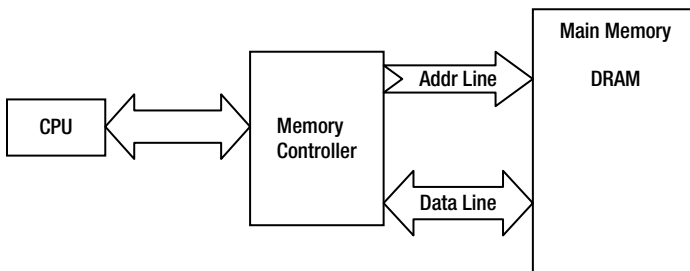 CPU
Memory
Controller
Addr Line
Data Line
Main Memory
DRAM